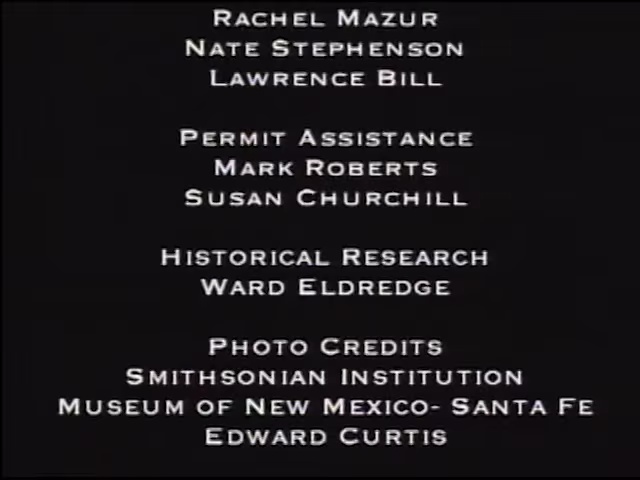 Rachel Mazur
Nate Stephenson
Lawrence Bill
Permit Assistance
Mark Roberts
Susan Churchill
Historical Research
Ward Eldredge
Photo Credits
Smithsonian Institution
Museum of New Mexico- Santa Fe
Edward Curtis